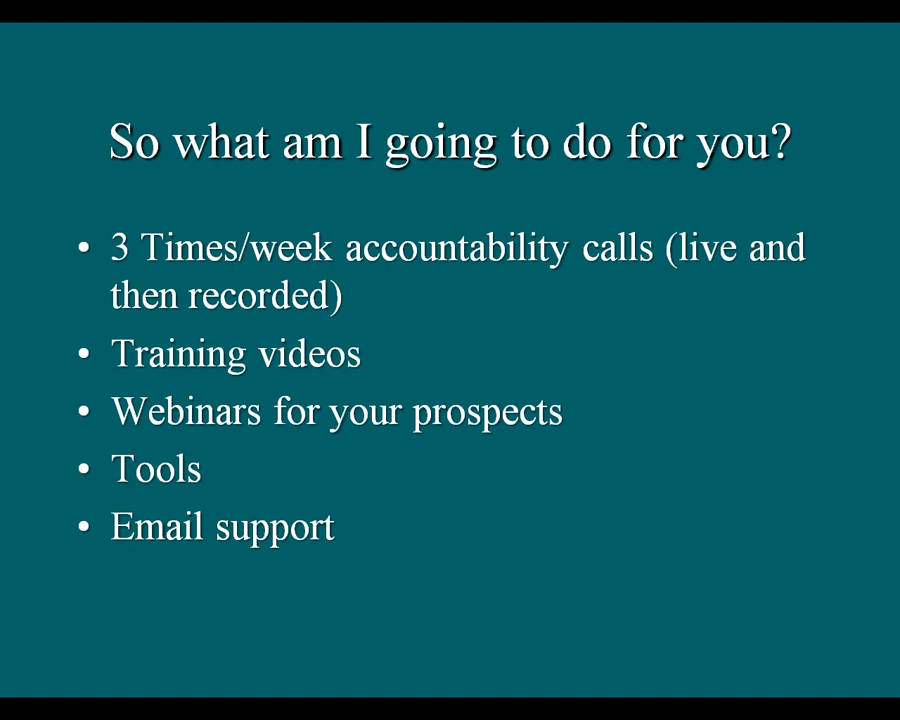 So what am I going to do for you?
• 3 Times/week accountability calls (live and
then recorded)
• Training videos
• Webinars for your prospects
• Tools
• Email support